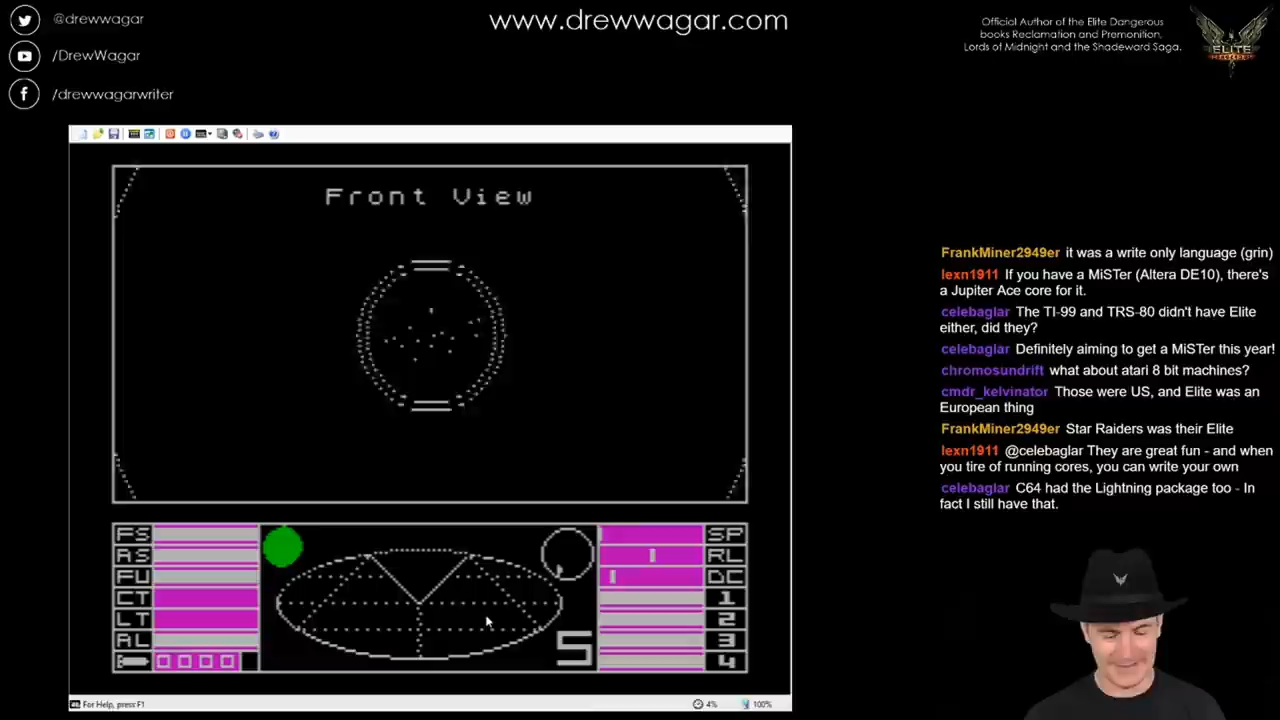 @drewwagar
/DrewWagar
/drewwagarwriter
www.drewwagar.com
Official Author of the Elite Dangerous
books Reclamation and Premonition,
Lords of Midnight and the Shadeward Saga.
ELITE
Front View
FS
AS
FU
CT
LT
AL
S
SP
RL
DC
1
2
3
4
For Help, press F1
4%
100%
FrankMiner2949er it was a write only language (grin)
lexn1911 If you have a MiSTer (Altera DE10), there's
a Jupiter Ace core for it.
celebaglar The TI-99 and TRS-80 didn't have Elite
either, did they?
celebaglar Definitely aiming to get a MiSTer this year!
chromosundrift what about atari 8 bit machines?
cmdr_kelvinator Those were US, and Elite was an
European thing
FrankMiner2949er Star Raiders was their Elite
lexn1911 @celebaglar They are great fun - and when
you tire of running cores, you can write your own
celebaglar C64 had the Lightning package too - In
fact I still have that.